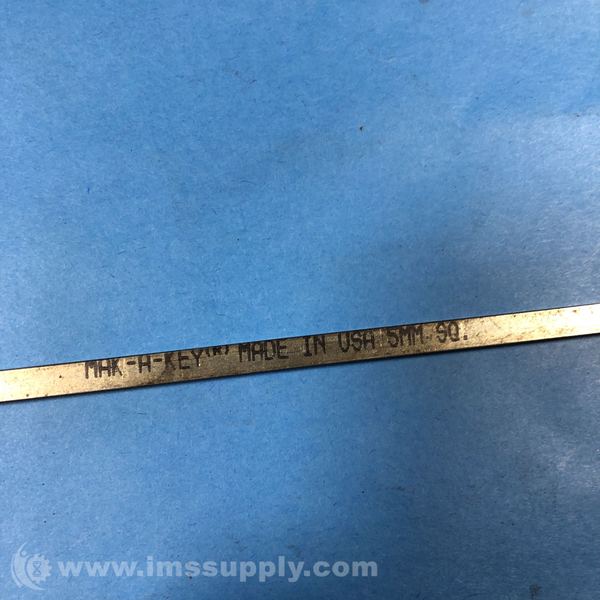 MAK-A-KEY(R) MADE IN USA 5MM SQ.
www.imssupply.com